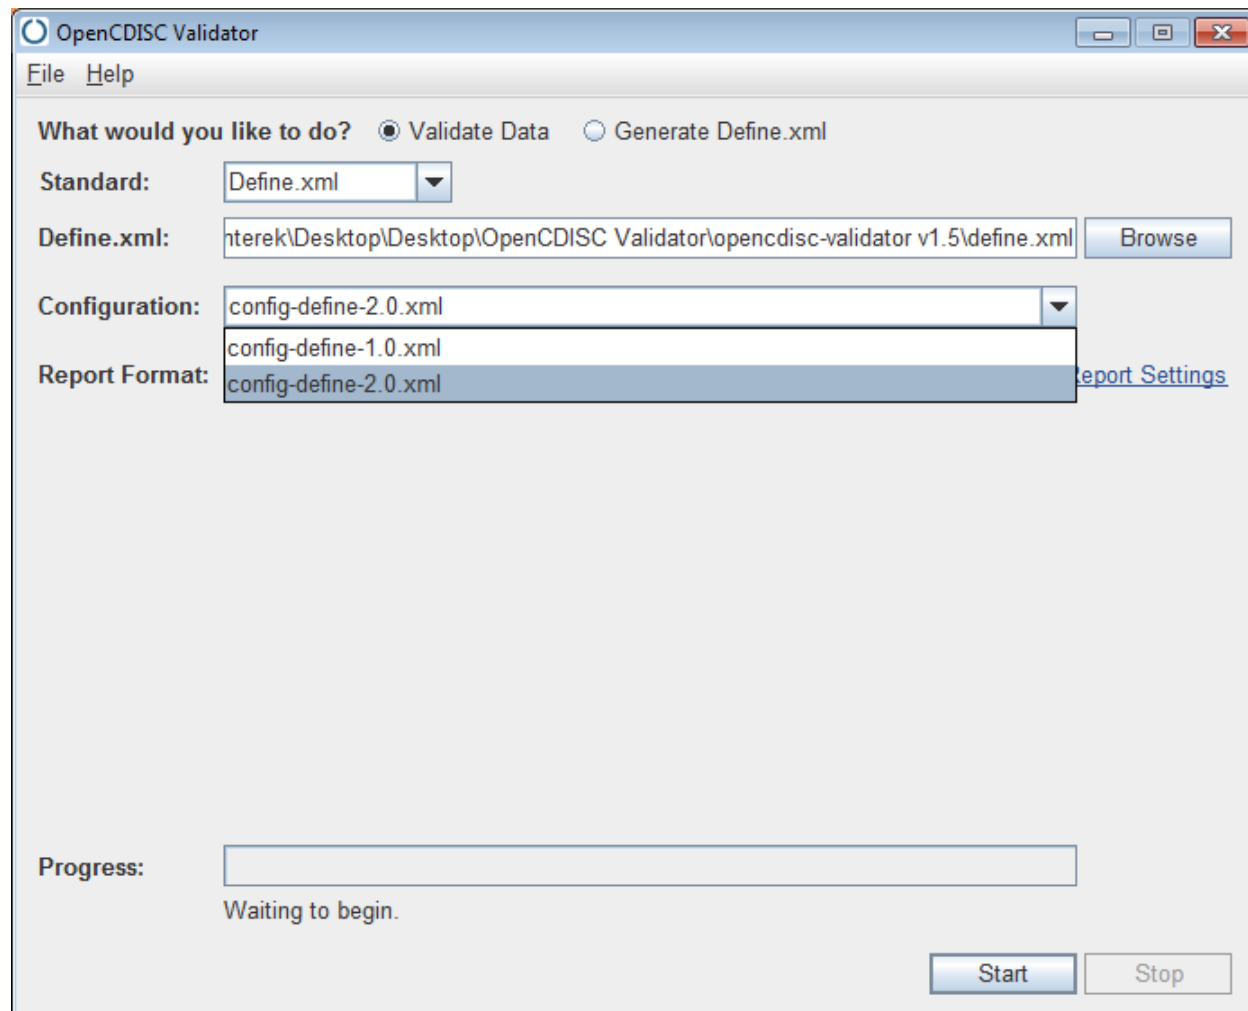 OpenCDISC Validator
File Help
What would you like to do? Validate Data Generate Define.xml
Standard: Define.xml
Define.xml: nterek\Desktop\Desktop\OpenCDISC Validator\opencdisc-validator v1.5\define.xml Browse
Configuration: config-define-2.0.xml
config-define-1.0.xml
Report Format: config-define-2.0.xml Report Settings
Progress:
Waiting to begin.
Start Stop